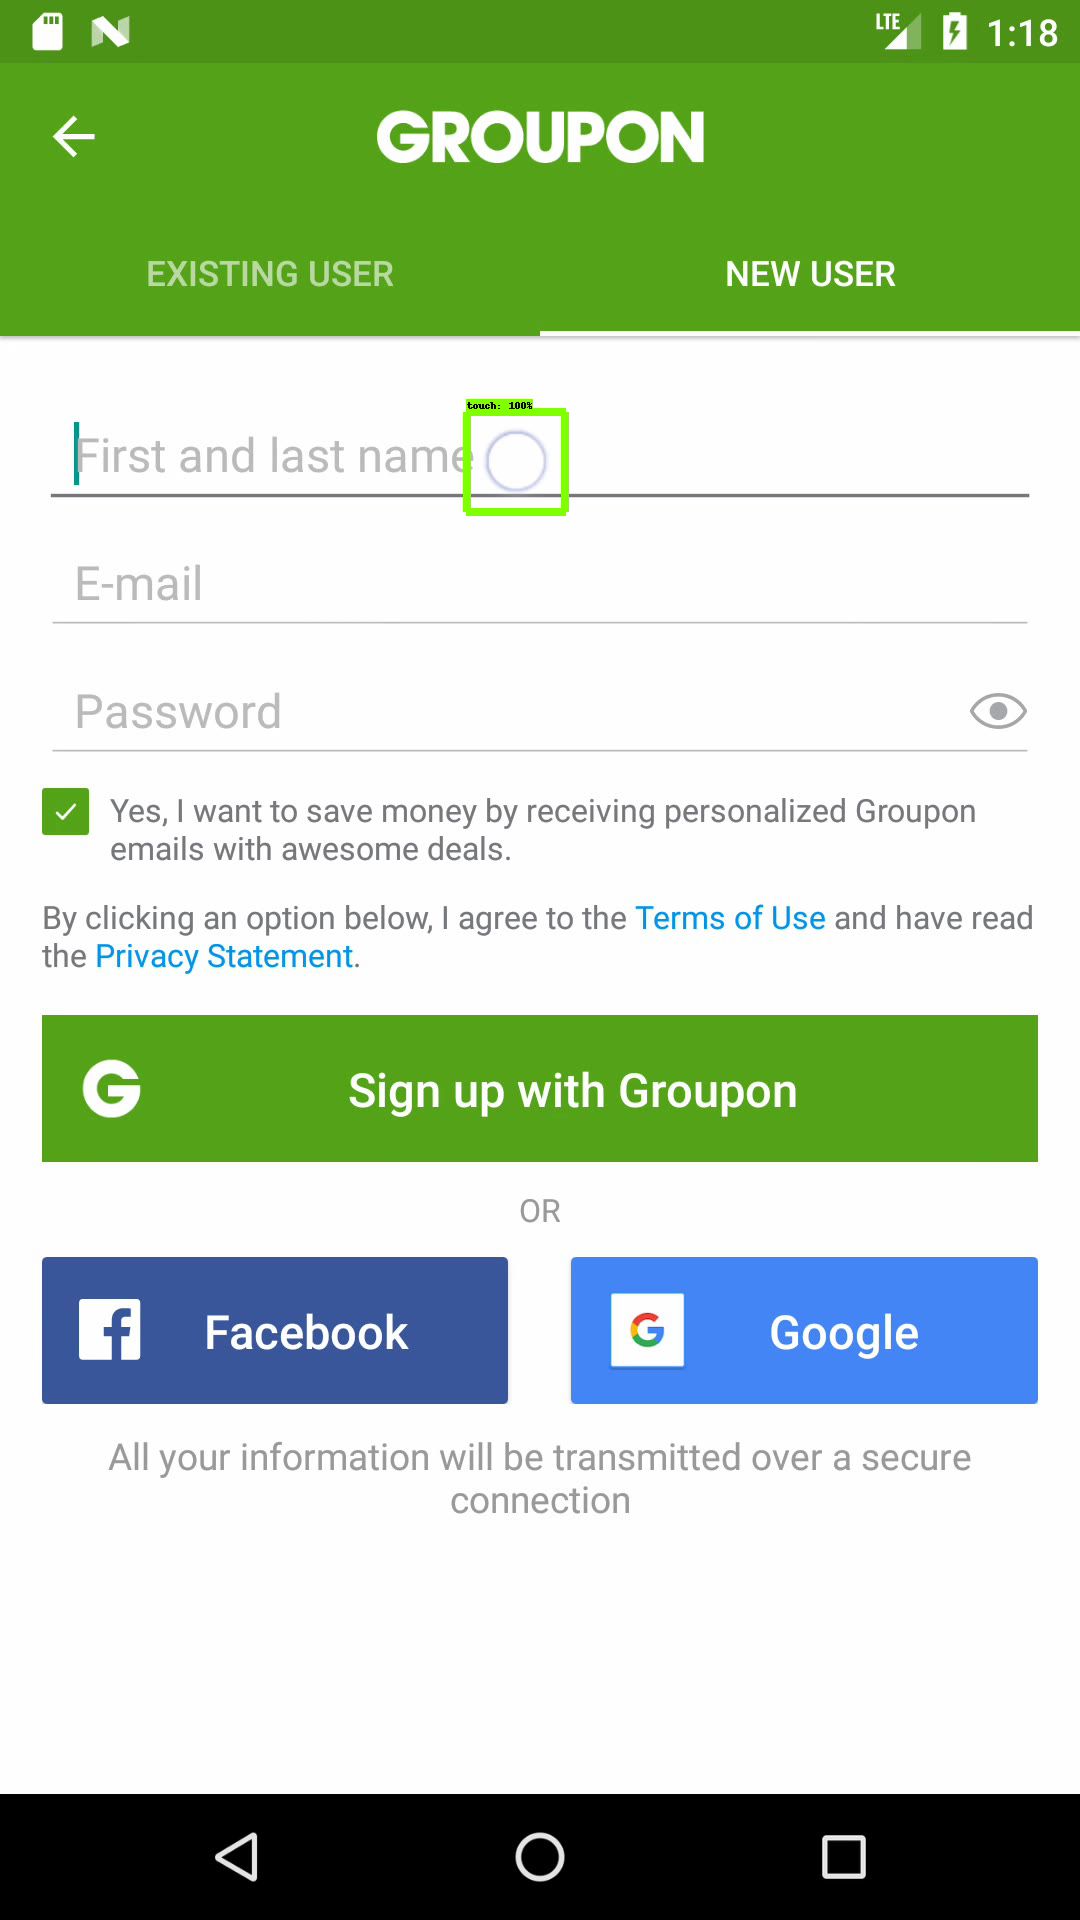 LTE 1:18
GROUPON
EXISTING USER NEW USER
touch: 100%
First and last name
E-mail
Password
Yes, I want to save money by receiving personalized Groupon
emails with awesome deals.
By clicking an option below, I agree to the Terms of Use and have read
the Privacy Statement.
G Sign up with Groupon
OR
f Facebook G Google
All your information will be transmitted over a secure
connection